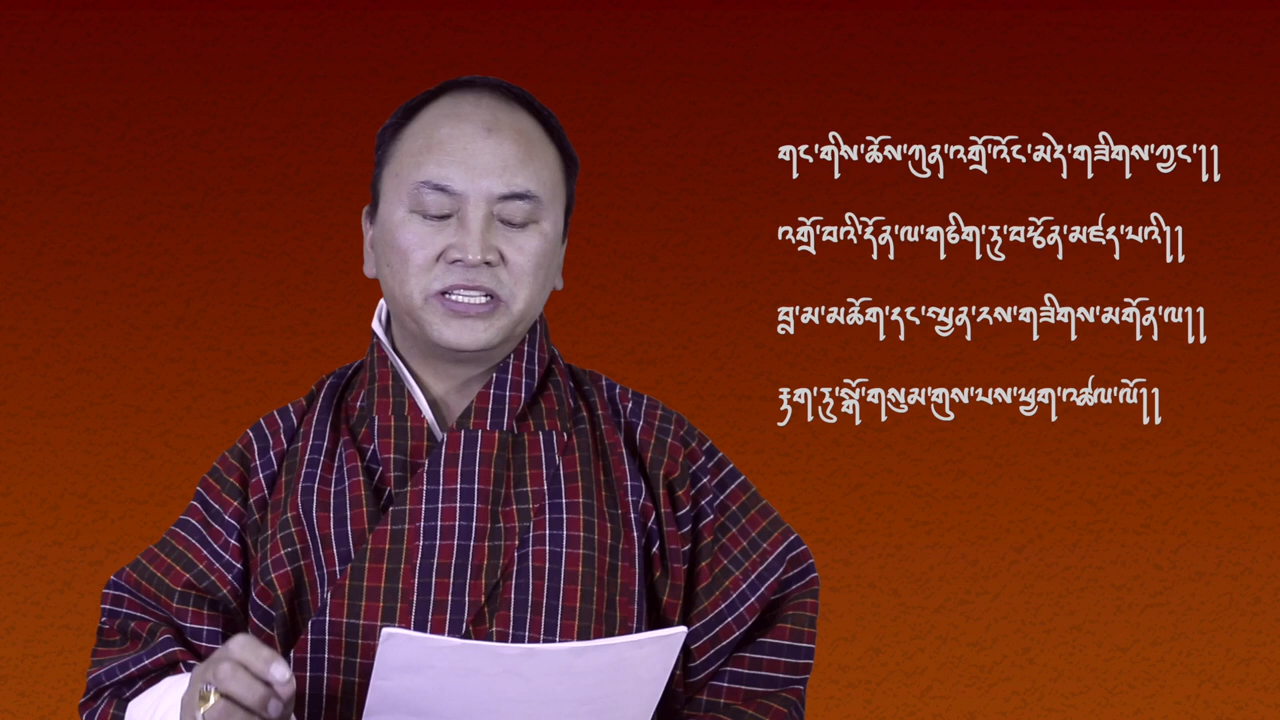 གང་གིས་ཆོས་ཀུན་འགྲོ་འོང་མེད་གཟིགས་ཀྱང་།།
འགྲོ་བའི་དོན་ལ་གཅིག་ཏུ་བརྩོན་མཛད་པའི།།
བླ་མ་མཆོག་དང་སྤྱན་རས་གཟིགས་མགོན་ལ།།
རྟག་ཏུ་སྒོ་གསུམ་གུས་པས་ཕྱག་འཚལ་ལོ།།